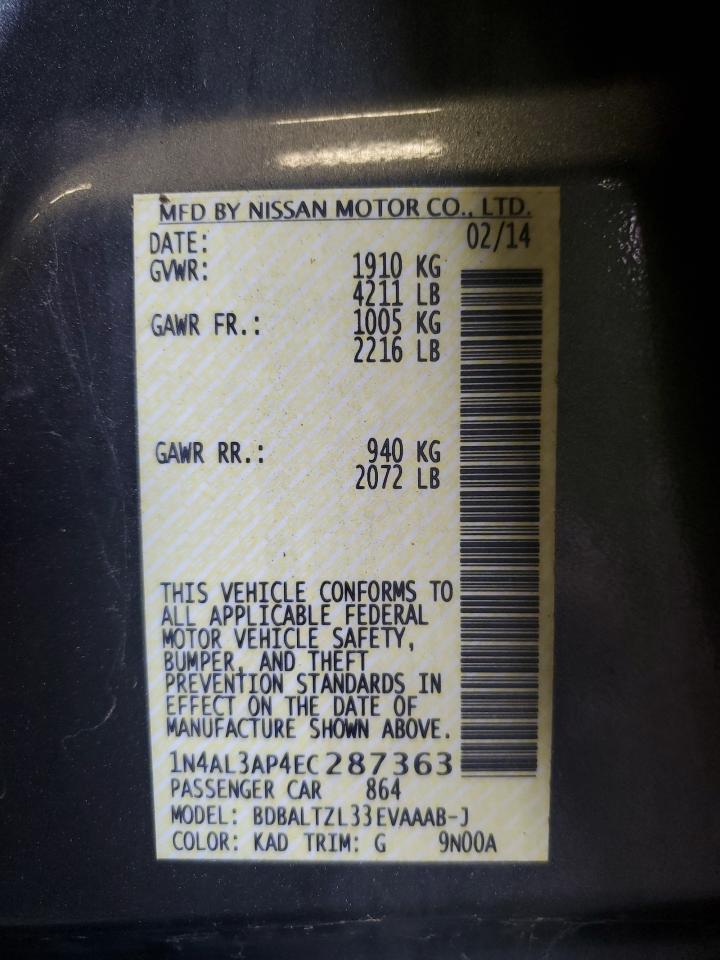 MFD BY NISSAN MOTOR CO., LTD.
DATE: 02/14
GVWR: 1910 KG
4211 LB
GAWR FR.: 1005 KG
2216 LB
GAWR RR.: 940 KG
2072 LB
THIS VEHICLE CONFORMS TO
ALL APPLICABLE FEDERAL
MOTOR VEHICLE SAFETY,
BUMPER, AND THEFT
PREVENTION STANDARDS IN
EFFECT ON THE DATE OF
MANUFACTURE SHOWN ABOVE.
1N4AL3AP4EC287363
PASSENGER CAR 864
MODEL: BDBALTZL33EVAAAB-J
COLOR: KAD TRIM: G 9N00A